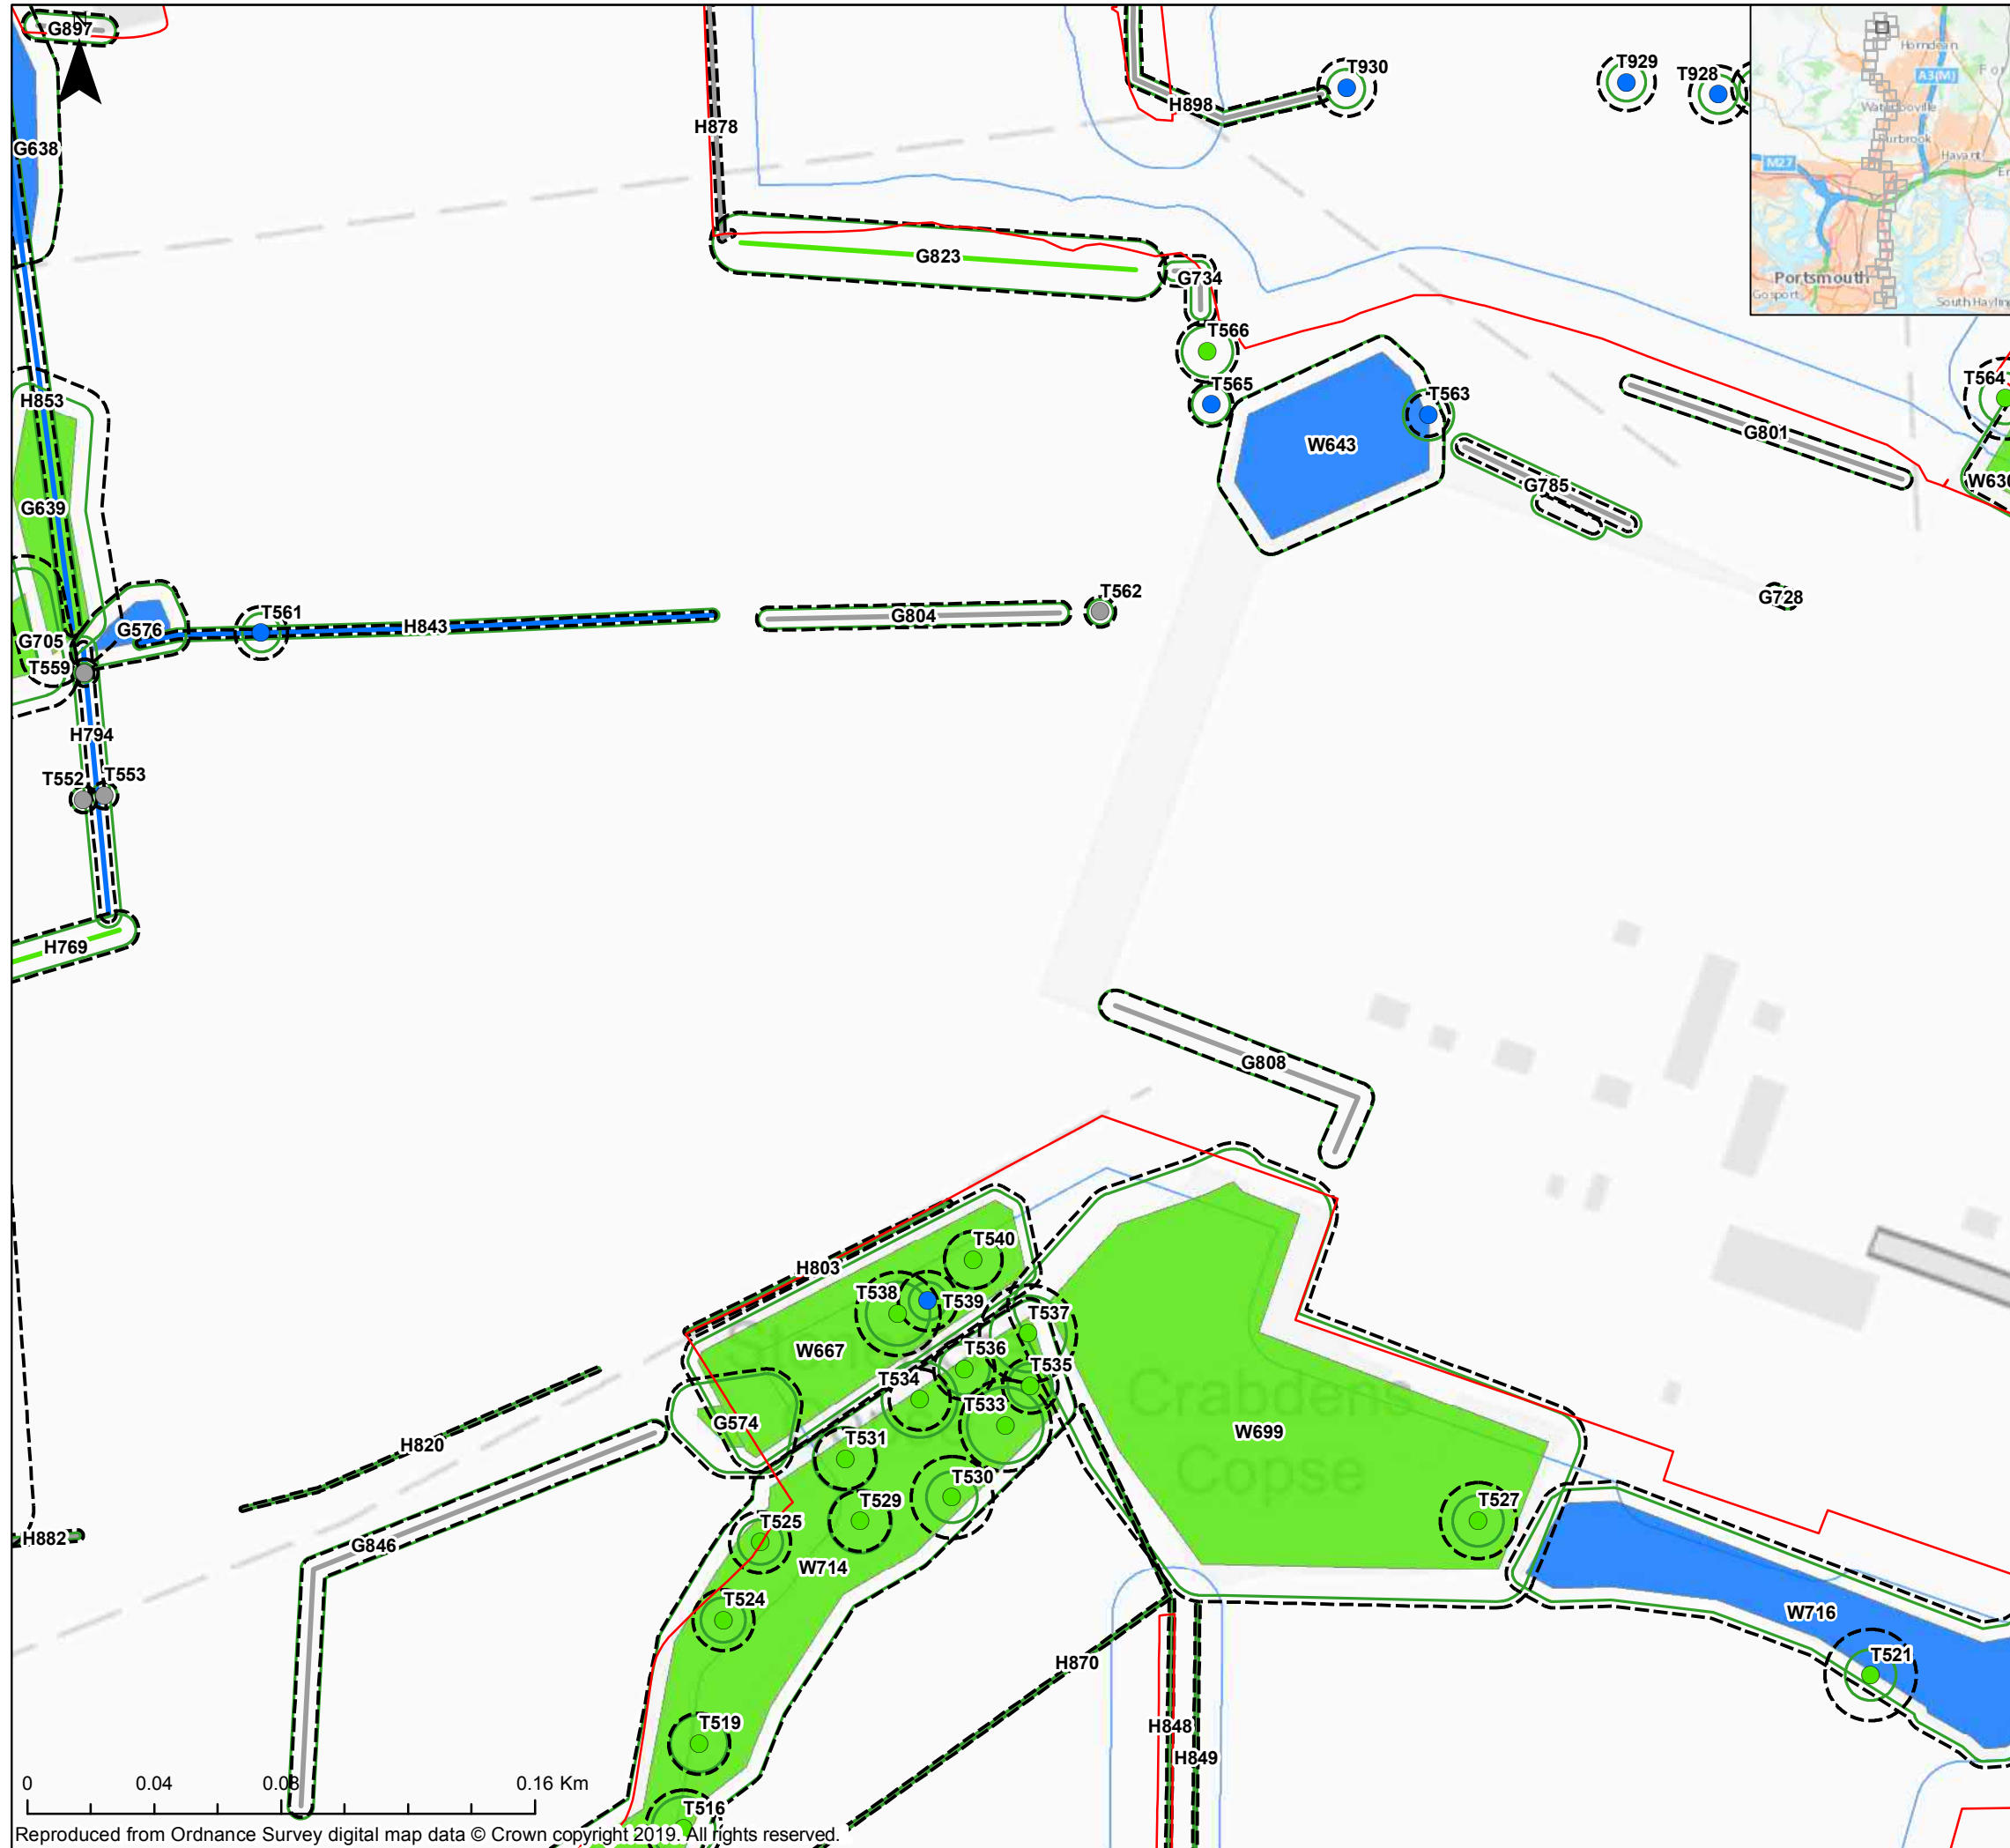 G897
N
G638
H878
H898
T930
T929
T928
Horndean
A3(M)
Purbrook
Havant
M27
Portsmouth
Gosport
G823
G734
T566
T565
T563
W643
G801
T564
G785
G728
H853
G639
G705
T559
G576
T561
H843
G804
T562
H794
T552
T553
H769
G808
H803
T540
T538
T539
T537
W667
T536
T535
T534
T533
G574
T531
T530
T529
T525
W714
T524
T519
T516
Crabdens
Copse
W699
T527
W716
T521
H820
H882
G846
H870
H848
H849
0
0.04
0.08
0.16 Km
Reproduced from Ordnance Survey digital map data © Crown copyright 2019. All rights reserved.